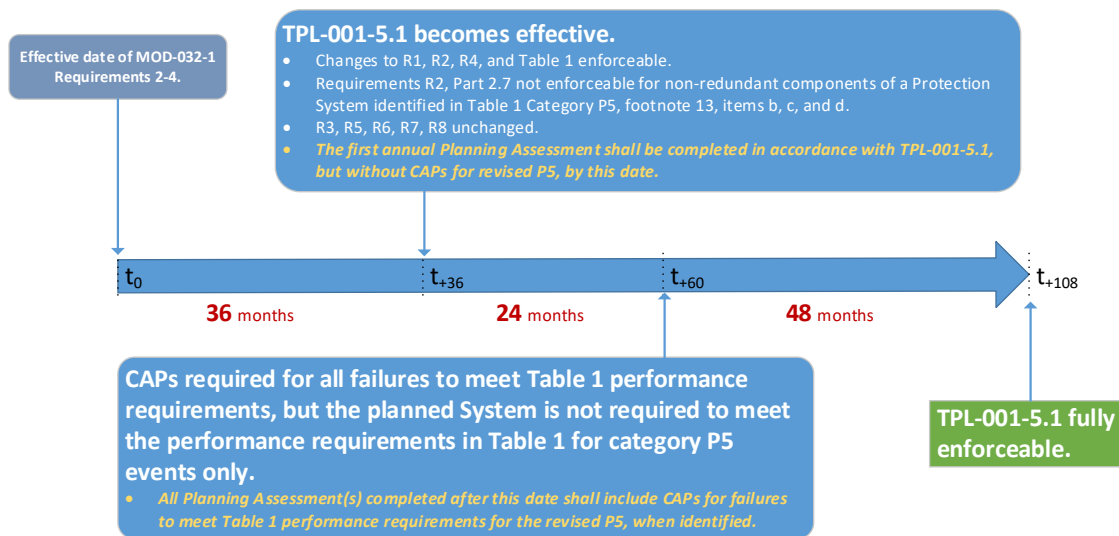 Effective date of MOD-032-1
Requirements 2-4.
TPL-001-5.1 becomes effective.
• Changes to R1, R2, R4, and Table 1 enforceable.
• Requirements R2, Part 2.7 not enforceable for non-redundant components of a Protection
System identified in Table 1 Category P5, footnote 13, items b, c, and d.
• R3, R5, R6, R7, R8 unchanged.
• The first annual Planning Assessment shall be completed in accordance with TPL-001-5.1,
but without CAPs for revised P5, by this date.
t0 t+36 t+60 t+108
36 months 24 months 48 months
CAPs required for all failures to meet Table 1 performance
requirements, but the planned System is not required to meet
the performance requirements in Table 1 for category P5
events only.
• All Planning Assessment(s) completed after this date shall include CAPs for failures
to meet Table 1 performance requirements for the revised P5, when identified.
TPL-001-5.1 fully
enforceable.